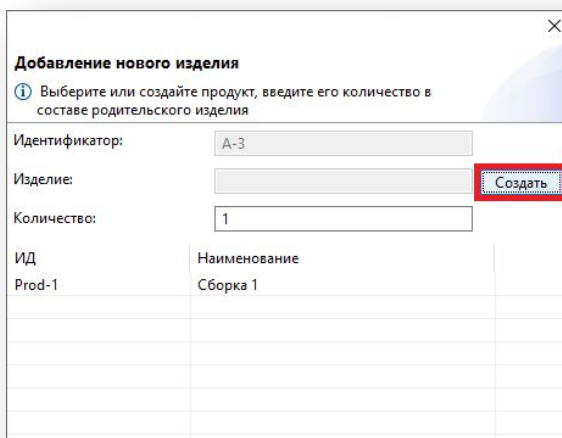 Добавление нового изделия
Выберите или создайте продукт, введите его количество в
составе родительского изделия
Идентификатор: A-3
Изделие: Создать
Количество: 1
ИД Наименование
Prod-1 Сборка 1